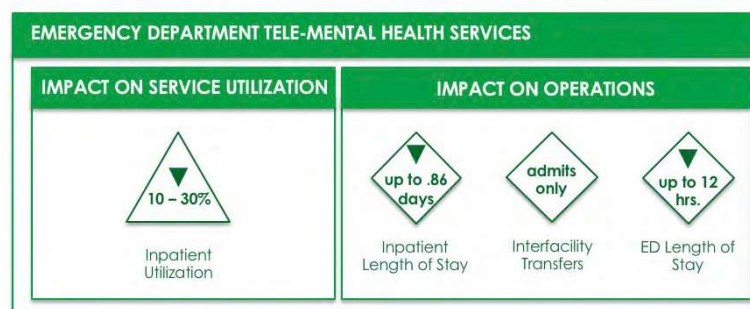 EMERGENCY DEPARTMENT TELE-MENTAL HEALTH SERVICES
IMPACT ON SERVICE UTILIZATION
10 – 30%
Inpatient
Utilization
IMPACT ON OPERATIONS
up to .86
days
Inpatient
Length of Stay
admits
only
Interfacility
Transfers
up to 12
hrs.
ED Length of
Stay